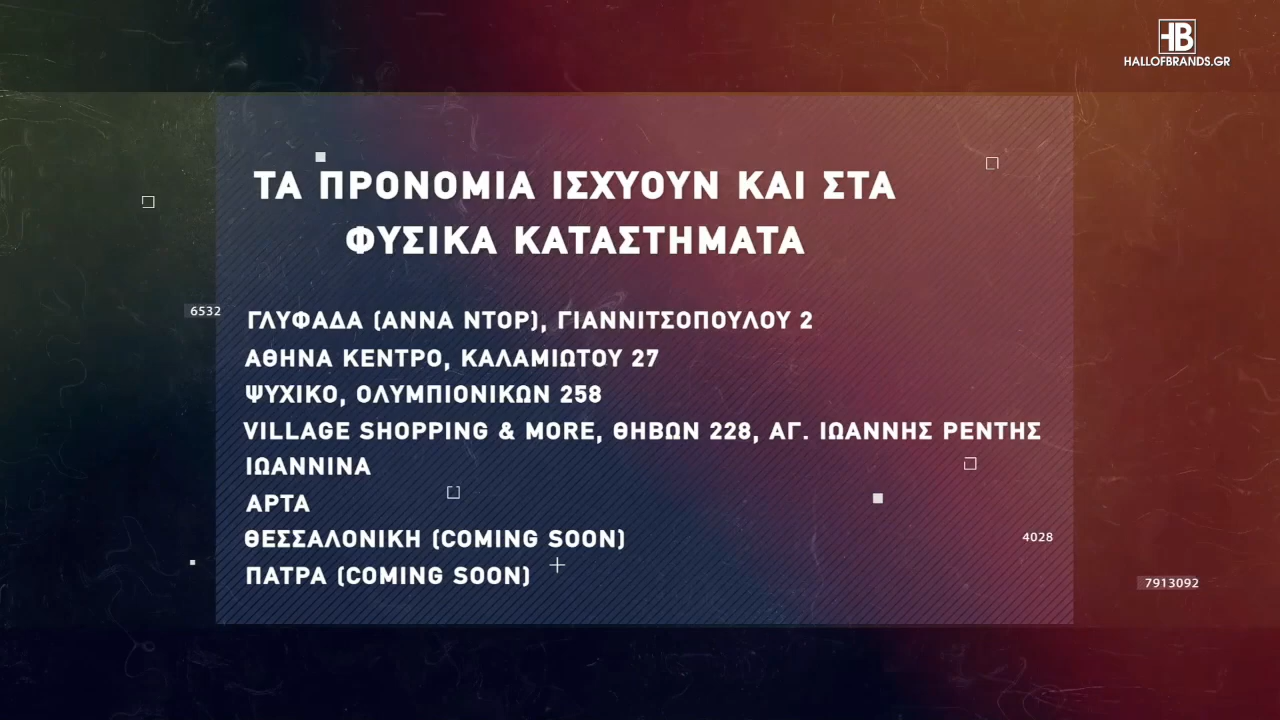 HB
HALLOFBRANDS.GR
ΤΑ ΠΡΟΝΟΜΙΑ ΙΣΧΥΟΥΝ ΚΑΙ ΣΤΑ
ΦΥΣΙΚΑ ΚΑΤΑΣΤΗΜΑΤΑ
6532
ΓΛΥΦΑΔΑ (ΑΝΝΑ ΝΤΟΡ), ΓΙΑΝΝΙΤΣΟΠΟΥΛΟΥ 2
ΑΘΗΝΑ ΚΕΝΤΡΟ, ΚΑΛΑΜΙΩΤΟΥ 27
ΨΥΧΙΚΟ, ΟΛΥΜΠΙΟΝΙΚΩΝ 258
VILLAGE SHOPPING & MORE, ΘΗΒΩΝ 228, ΑΓ. ΙΩΑΝΝΗΣ ΡΕΝΤΗΣ
ΙΩΑΝΝΙΝΑ
ΑΡΤΑ
ΘΕΣΣΑΛΟΝΙΚΗ (COMING SOON)
4028
ΠΑΤΡΑ (COMING SOON)
7913092